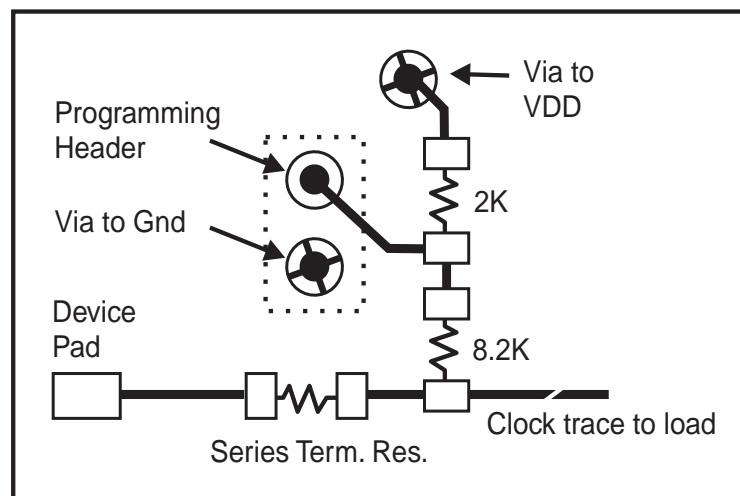 Via to
VDD
Programming
Header
2K
Via to Gnd
Device
Pad
8.2K
Clock trace to load
Series Term. Res.